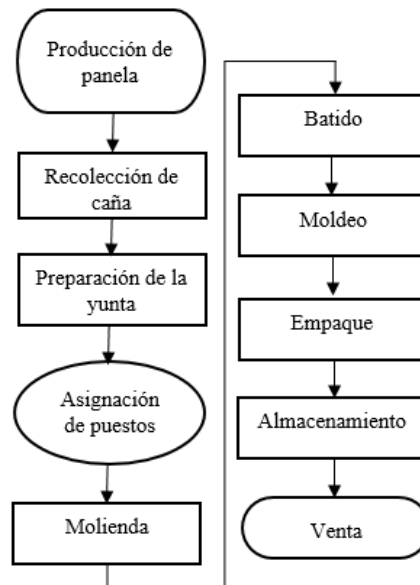 Producción de
panela
Recolección de
caña
Preparación de la
yunta
Asignación
de puestos
Molienda
Batido
Moldeo
Empaque
Almacenamiento
Venta